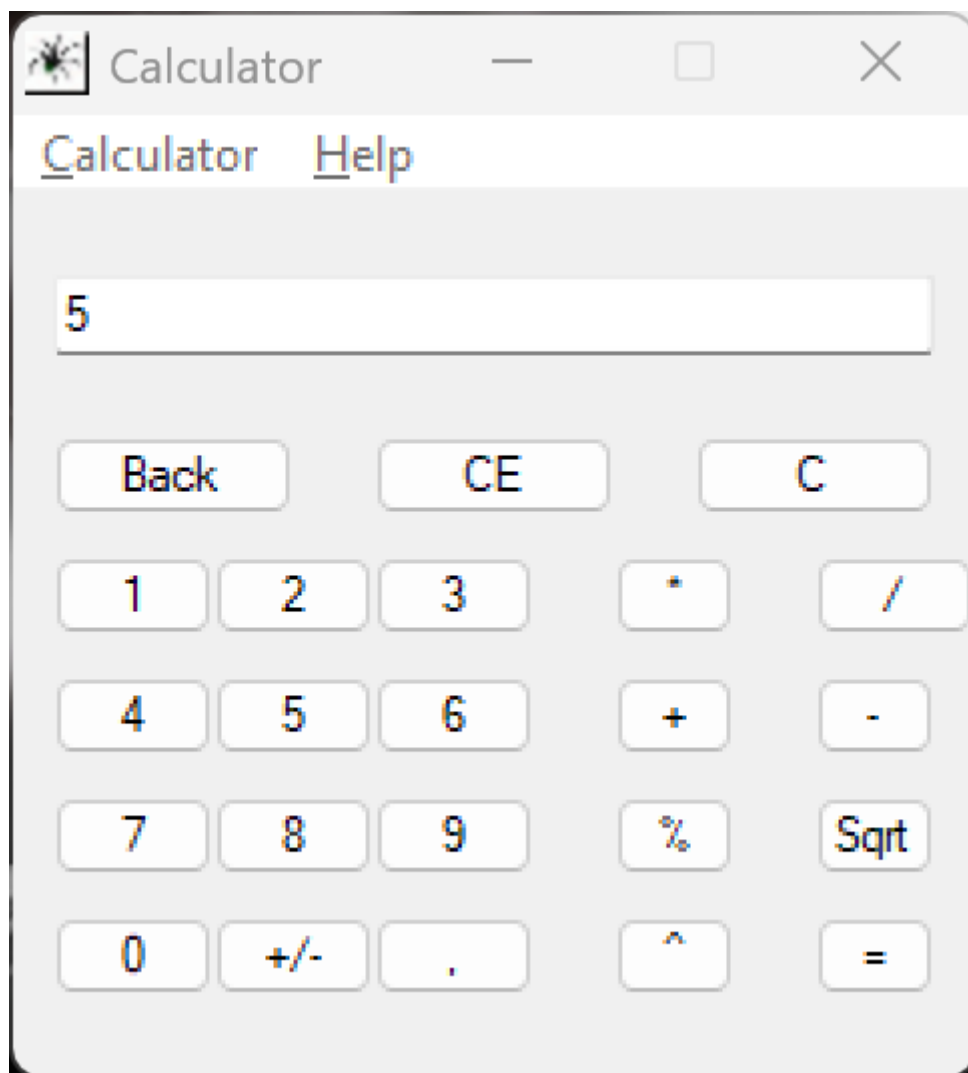 Calculator
Calculator Help
5
Back CE C
1 2 3 * /
4 5 6 + -
7 8 9 % Sqrt
0 +/- , ^ =